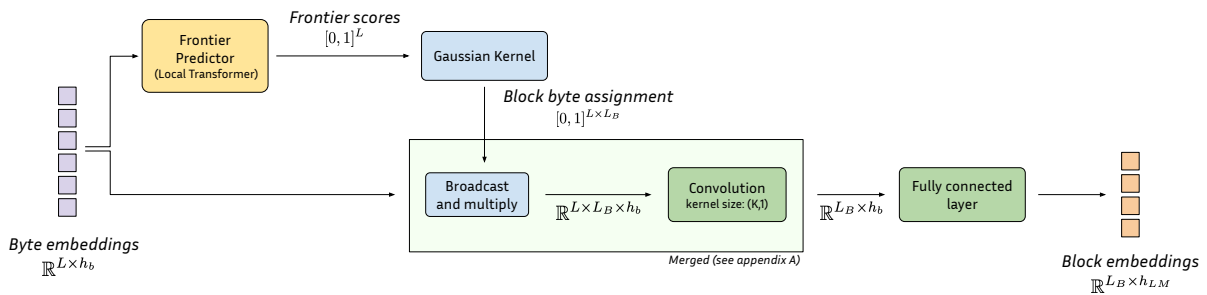 Frontier
Predictor
(Local Transformer)
Frontier scores
[0, 1]^L
Gaussian Kernel
Block byte assignment
[0, 1]^{L×L_B}
Broadcast
and multiply
ℝ^{L×L_B×h_b}
Convolution
kernel size: (K,1)
ℝ^{L_B×h_b}
Fully connected
layer
Merged (see appendix A)
Byte embeddings
ℝ^{L×h_b}
Block embeddings
ℝ^{L_B×h_{LM}}